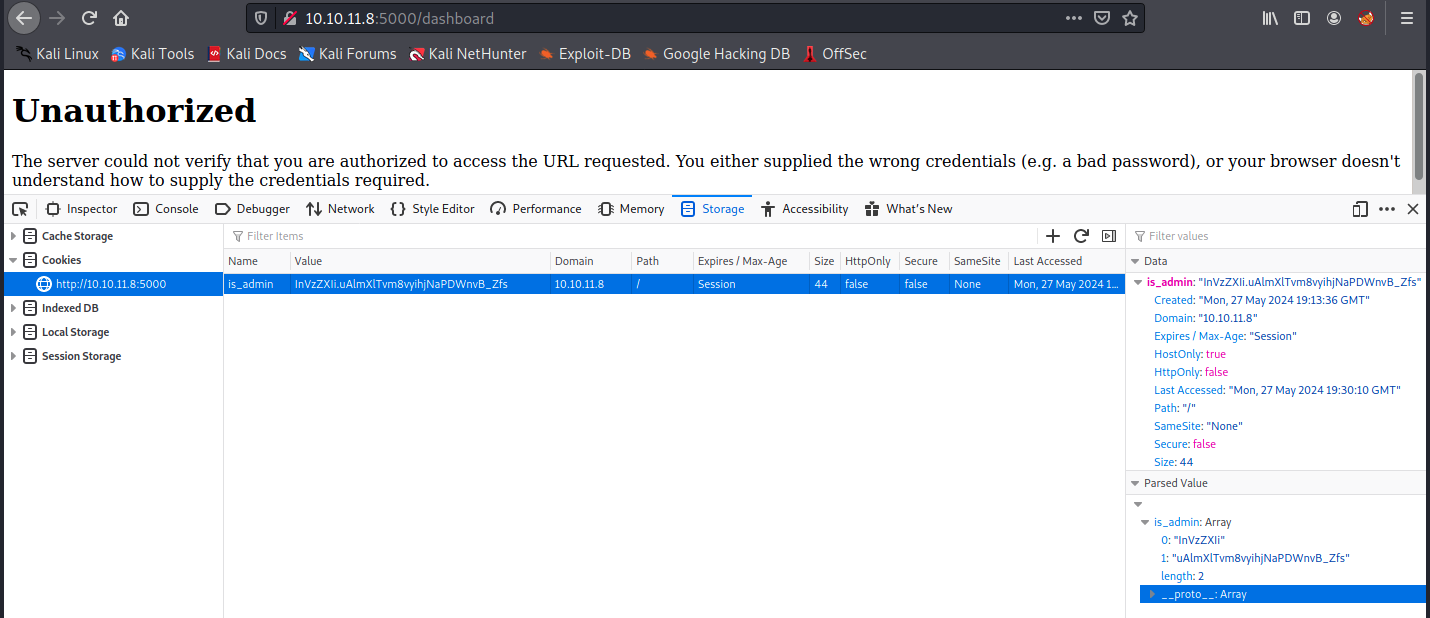 10.10.11.8:5000/dashboard
Kali Linux Kali Tools Kali Docs Kali Forums Kali NetHunter Exploit-DB Google Hacking DB OffSec
Unauthorized
The server could not verify that you are authorized to access the URL requested. You either supplied the wrong credentials (e.g. a bad password), or your browser doesn't
understand how to supply the credentials required.
Inspector Console Debugger Network Style Editor Performance Memory Storage Accessibility What's New
Cache Storage
Cookies
http://10.10.11.8:5000
Indexed DB
Local Storage
Session Storage
Filter Items
Name Value Domain Path Expires / Max-Age Size HttpOnly Secure SameSite Last Accessed
is_admin InVzZXIi.uAlmXlTvm8vyihjNaPDWnvB_Zfs 10.10.11.8 / Session 44 false false None Mon, 27 May 2024 1...
Filter values
Data
is_admin: "InVzZXIi.uAlmXlTvm8vyihjNaPDWnvB_Zfs"
Created: "Mon, 27 May 2024 19:13:36 GMT"
Domain: "10.10.11.8"
Expires / Max-Age: "Session"
HostOnly: true
HttpOnly: false
Last Accessed: "Mon, 27 May 2024 19:30:10 GMT"
Path: "/"
SameSite: "None"
Secure: false
Size: 44
Parsed Value
is_admin: Array
0: "InVzZXIi"
1: "uAlmXlTvm8vyihjNaPDWnvB_Zfs"
length: 2
__proto__: Array